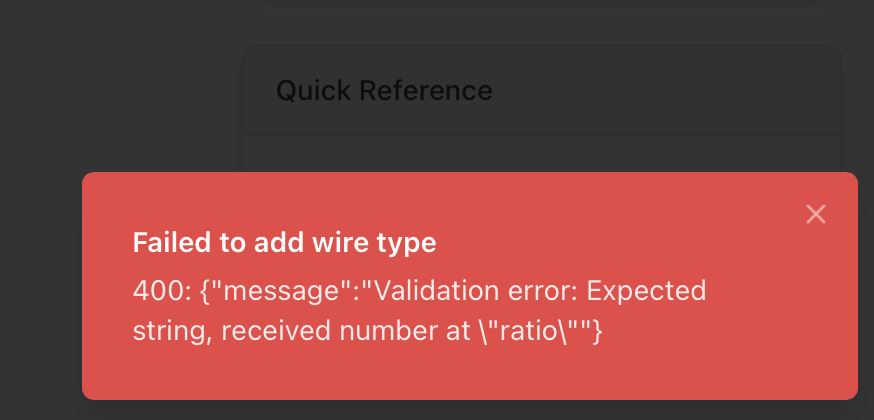 Quick Reference
Failed to add wire type
400: {"message":"Validation error: Expected
string, received number at \"ratio\""}